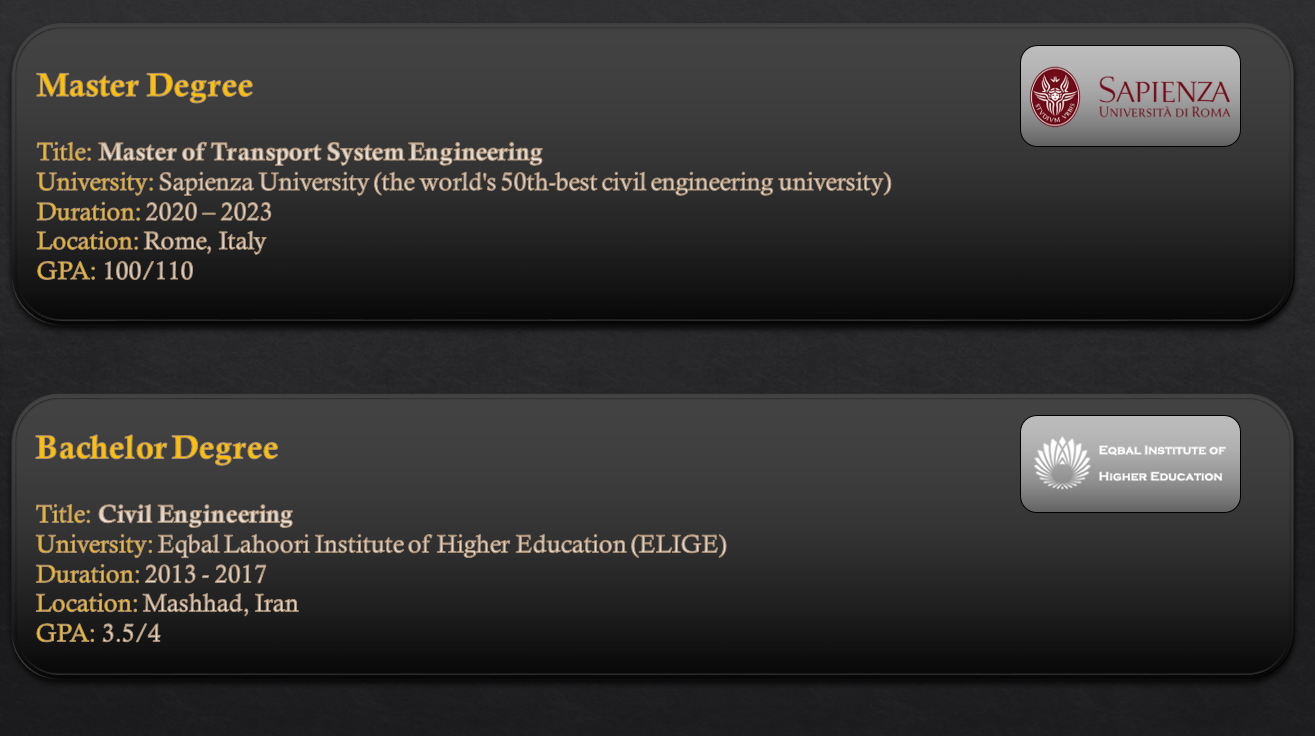 Master Degree
SAPIENZA
UNIVERSITÀ DI ROMA
STVDIVM VRBIS
Title: Master of Transport System Engineering
University: Sapienza University (the world's 50th-best civil engineering university)
Duration: 2020 – 2023
Location: Rome, Italy
GPA: 100/110
Bachelor Degree
EQBAL INSTITUTE OF
HIGHER EDUCATION
Title: Civil Engineering
University: Eqbal Lahoori Institute of Higher Education (ELIGE)
Duration: 2013 - 2017
Location: Mashhad, Iran
GPA: 3.5/4